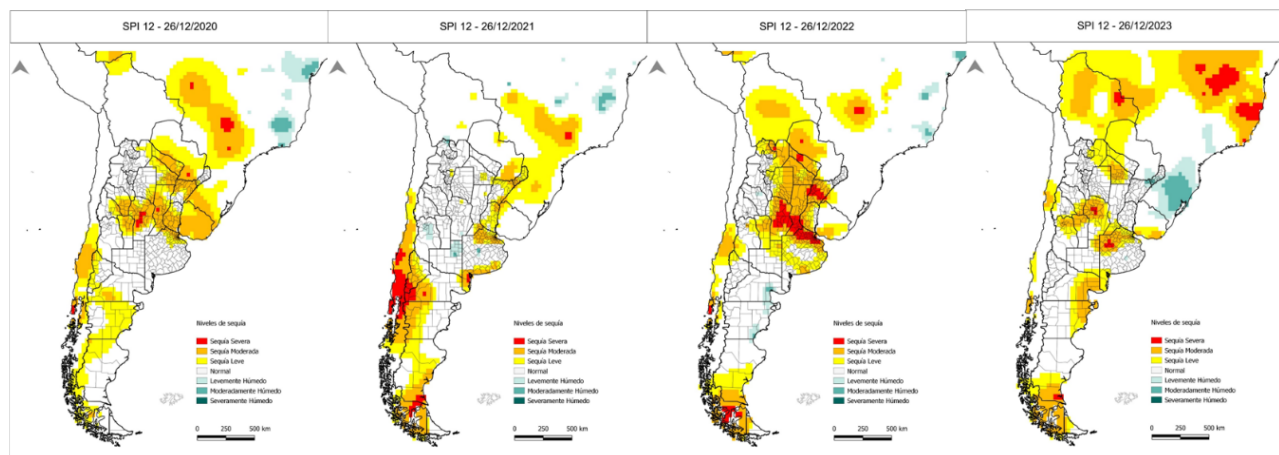 SPI 12 - 26/12/2020
Niveles de sequía
Sequía Severa
Sequía Moderada
Sequía Leve
Normal
Levemente Húmedo
Moderadamente Húmedo
Severamente Húmedo
0 250 500 km
SPI 12 - 26/12/2021
Niveles de sequía
Sequía Severa
Sequía Moderada
Sequía Leve
Normal
Levemente Húmedo
Moderadamente Húmedo
Severamente Húmedo
0 250 500 km
SPI 12 - 26/12/2022
Niveles de sequía
Sequía Severa
Sequía Moderada
Sequía Leve
Normal
Levemente Húmedo
Moderadamente Húmedo
Severamente Húmedo
0 250 500 km
SPI 12 - 26/12/2023
Niveles de sequía
Sequía Severa
Sequía Moderada
Sequía Leve
Normal
Levemente Húmedo
Moderadamente Húmedo
Severamente Húmedo
0 250 500 km